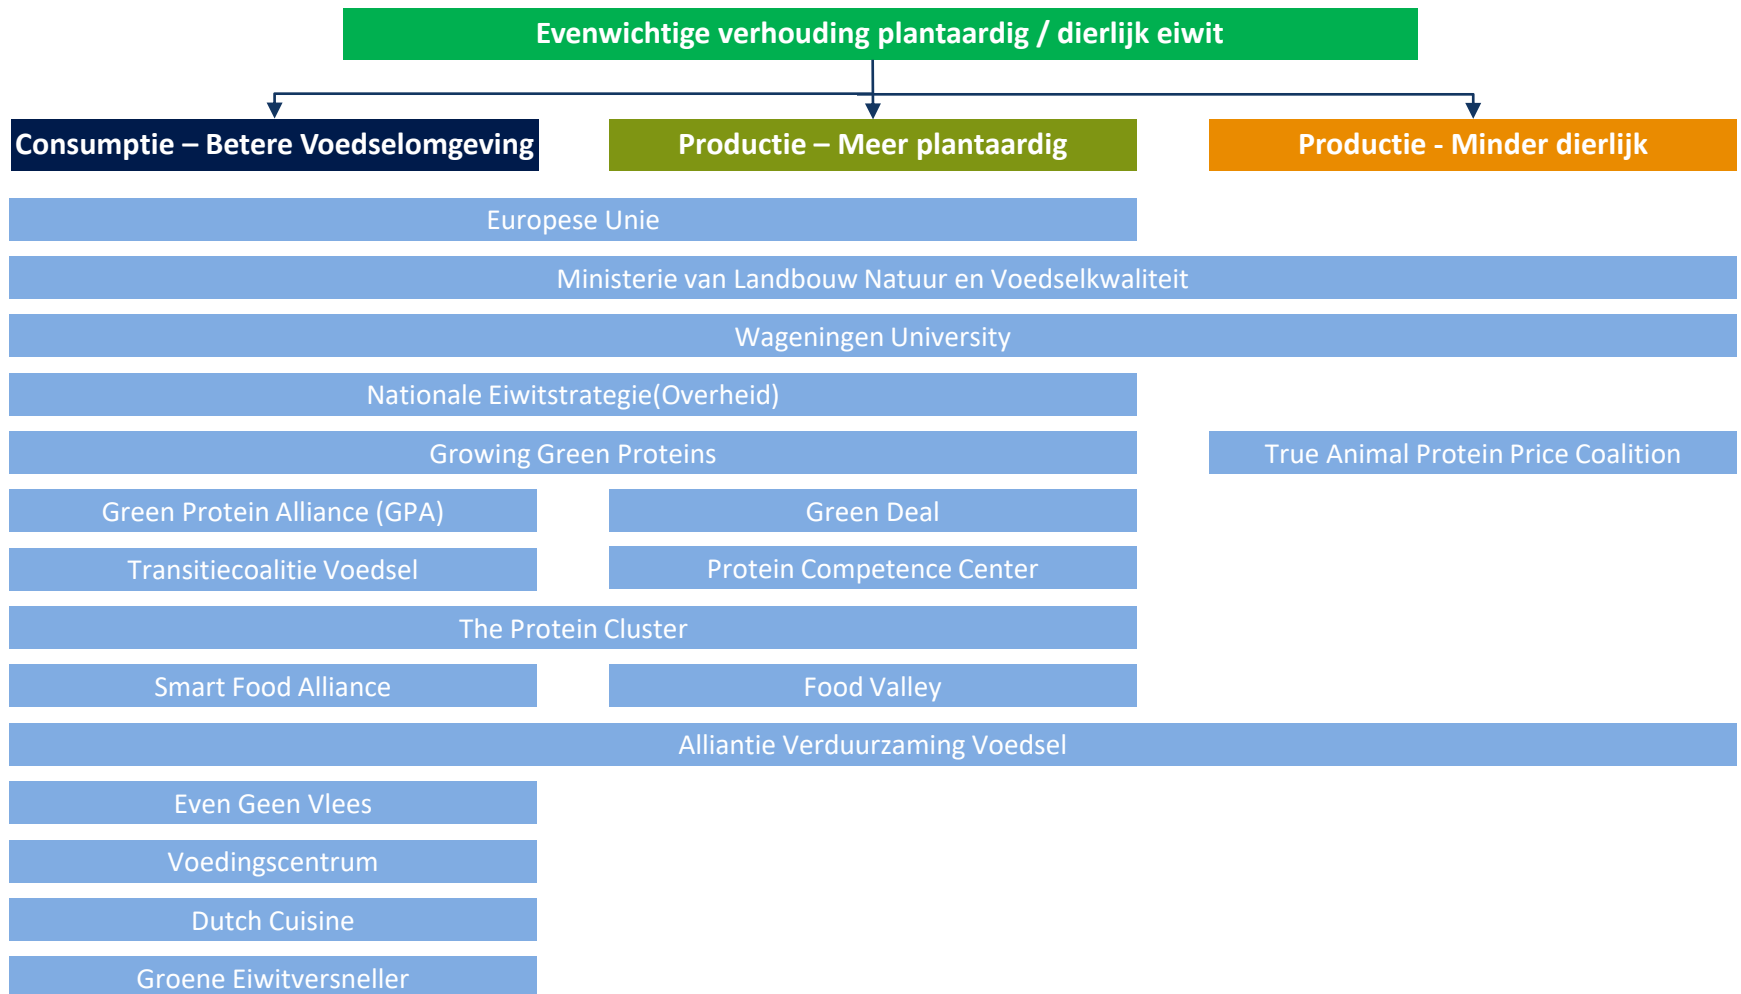 Evenwichtige verhouding plantaardig / dierlijk eiwit
Consumptie – Betere Voedselomgeving
Productie – Meer plantaardig
Productie - Minder dierlijk
Europese Unie
Ministerie van Landbouw Natuur en Voedselkwaliteit
Wageningen University
Nationale Eiwitstrategie(Overheid)
Growing Green Proteins
True Animal Protein Price Coalition
Green Protein Alliance (GPA)
Green Deal
Transitiecoalitie Voedsel
Protein Competence Center
The Protein Cluster
Smart Food Alliance
Food Valley
Alliantie Verduurzaming Voedsel
Even Geen Vlees
Voedingscentrum
Dutch Cuisine
Groene Eiwitversneller